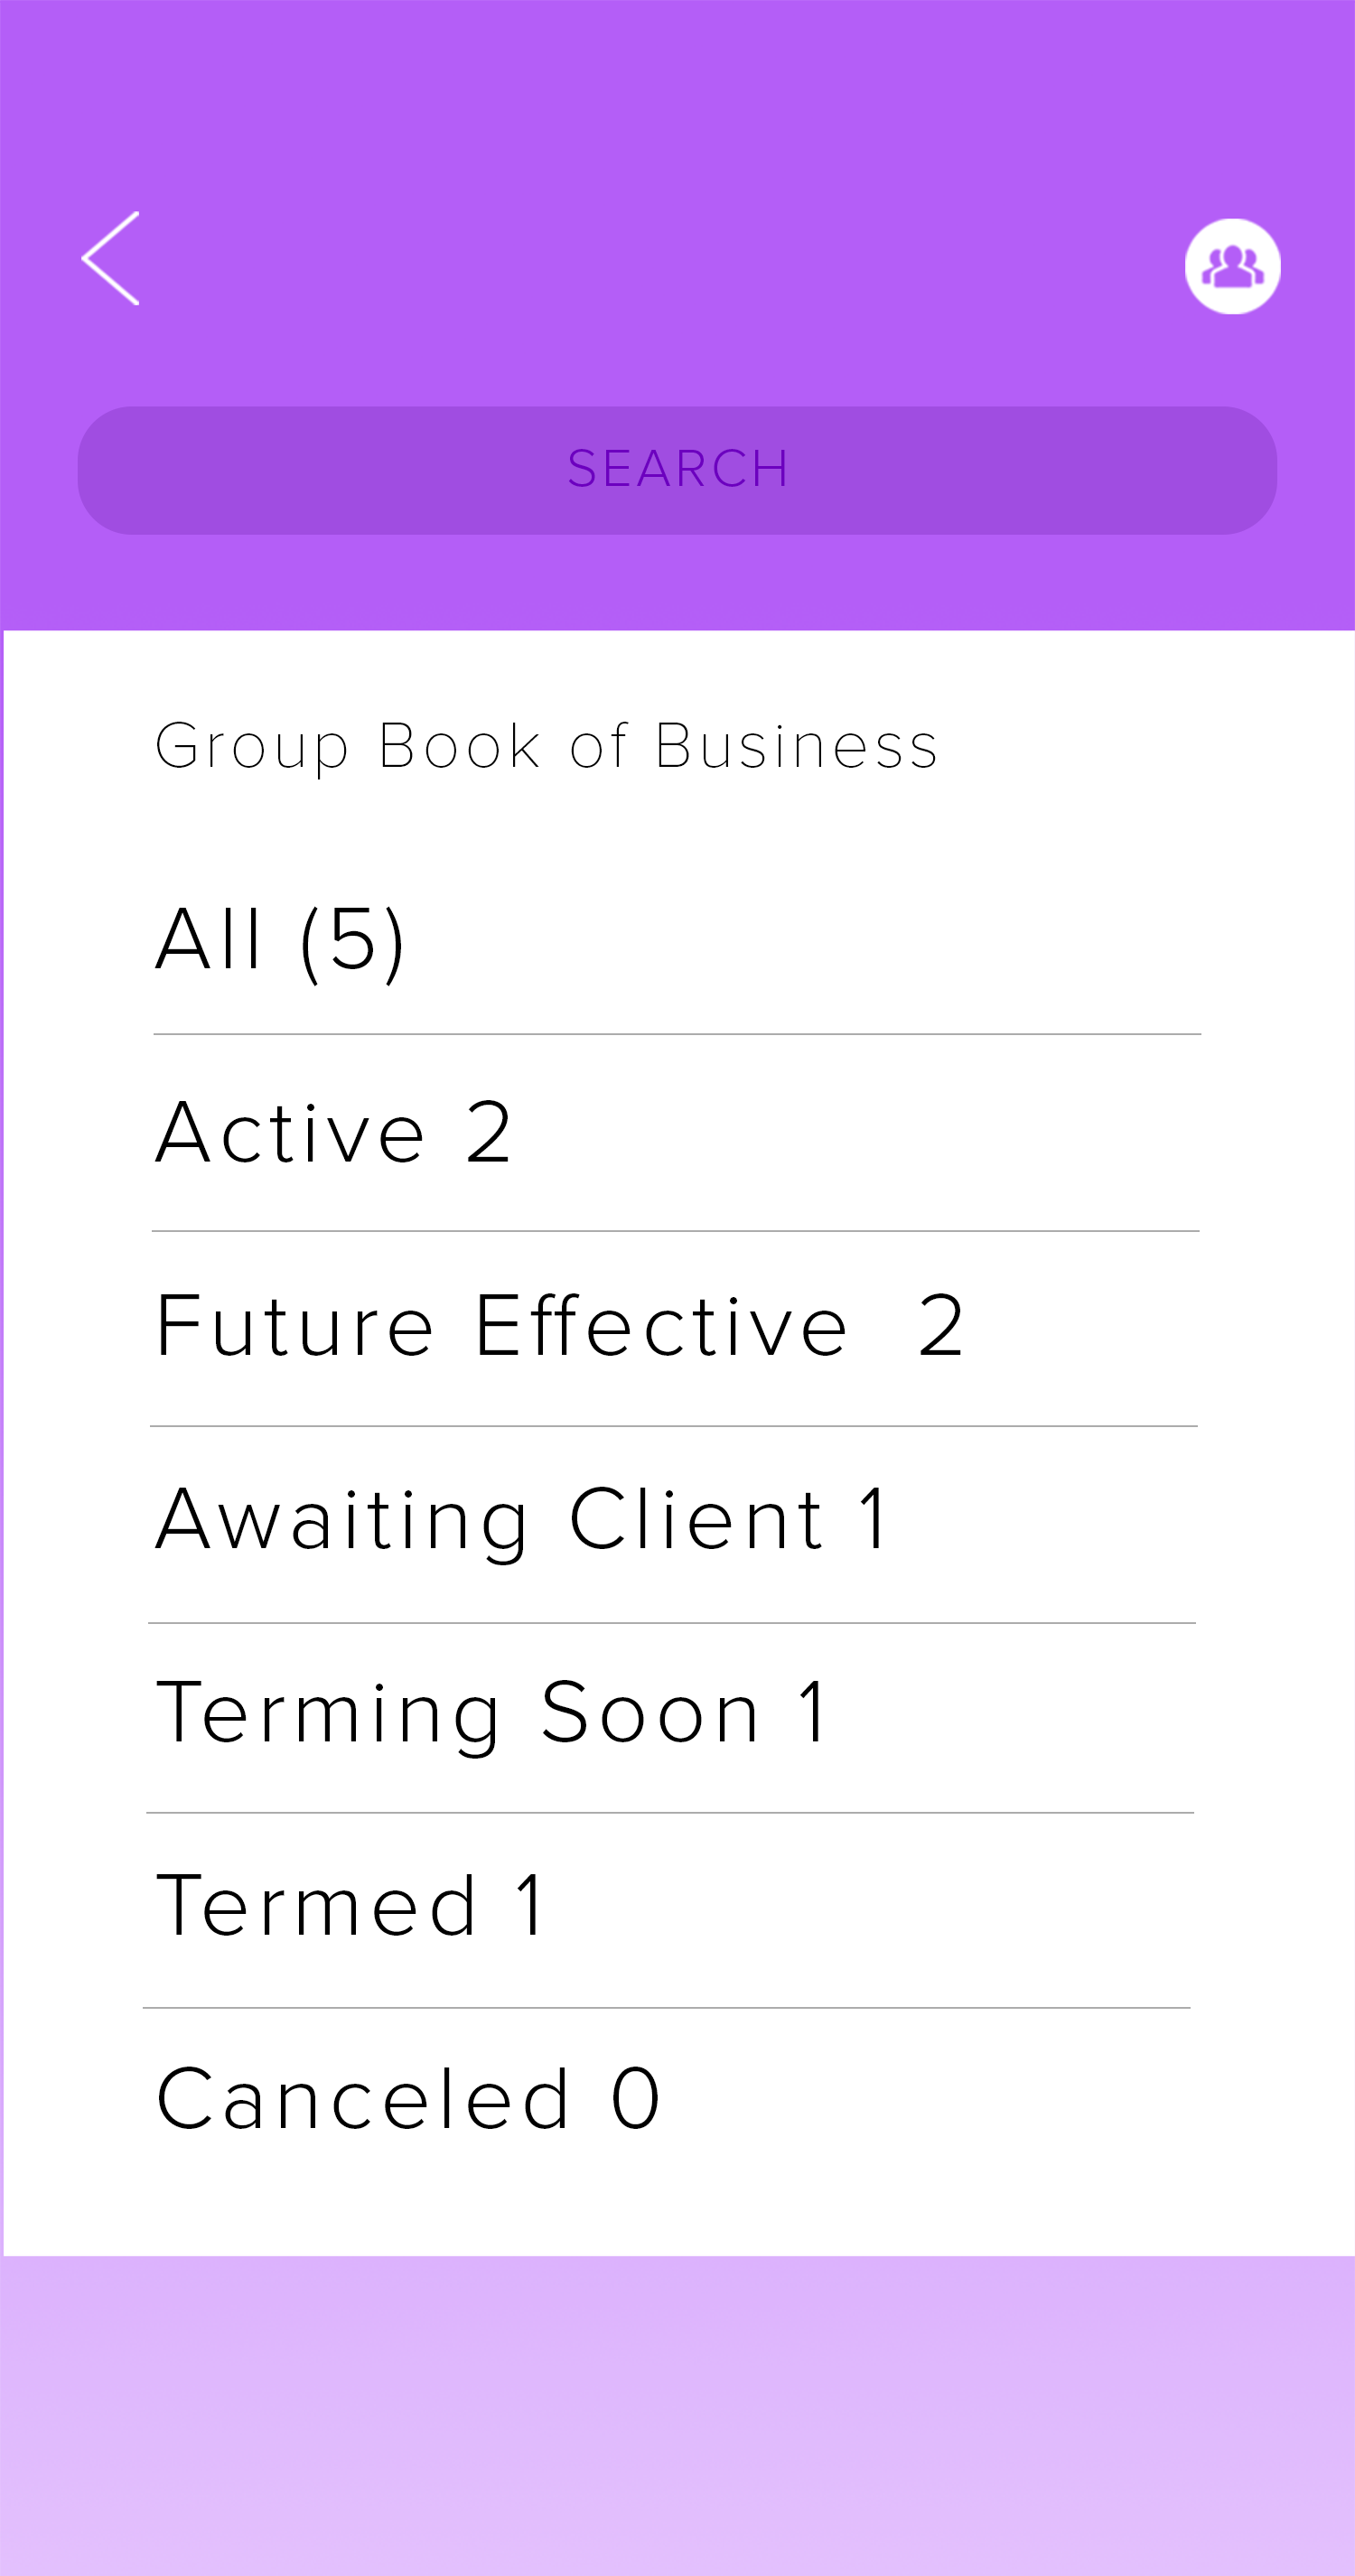 SEARCH
Group Book of Business
All (5)
Active 2
Future Effective 2
Awaiting Client 1
Terming Soon 1
Termed 1
Canceled 0